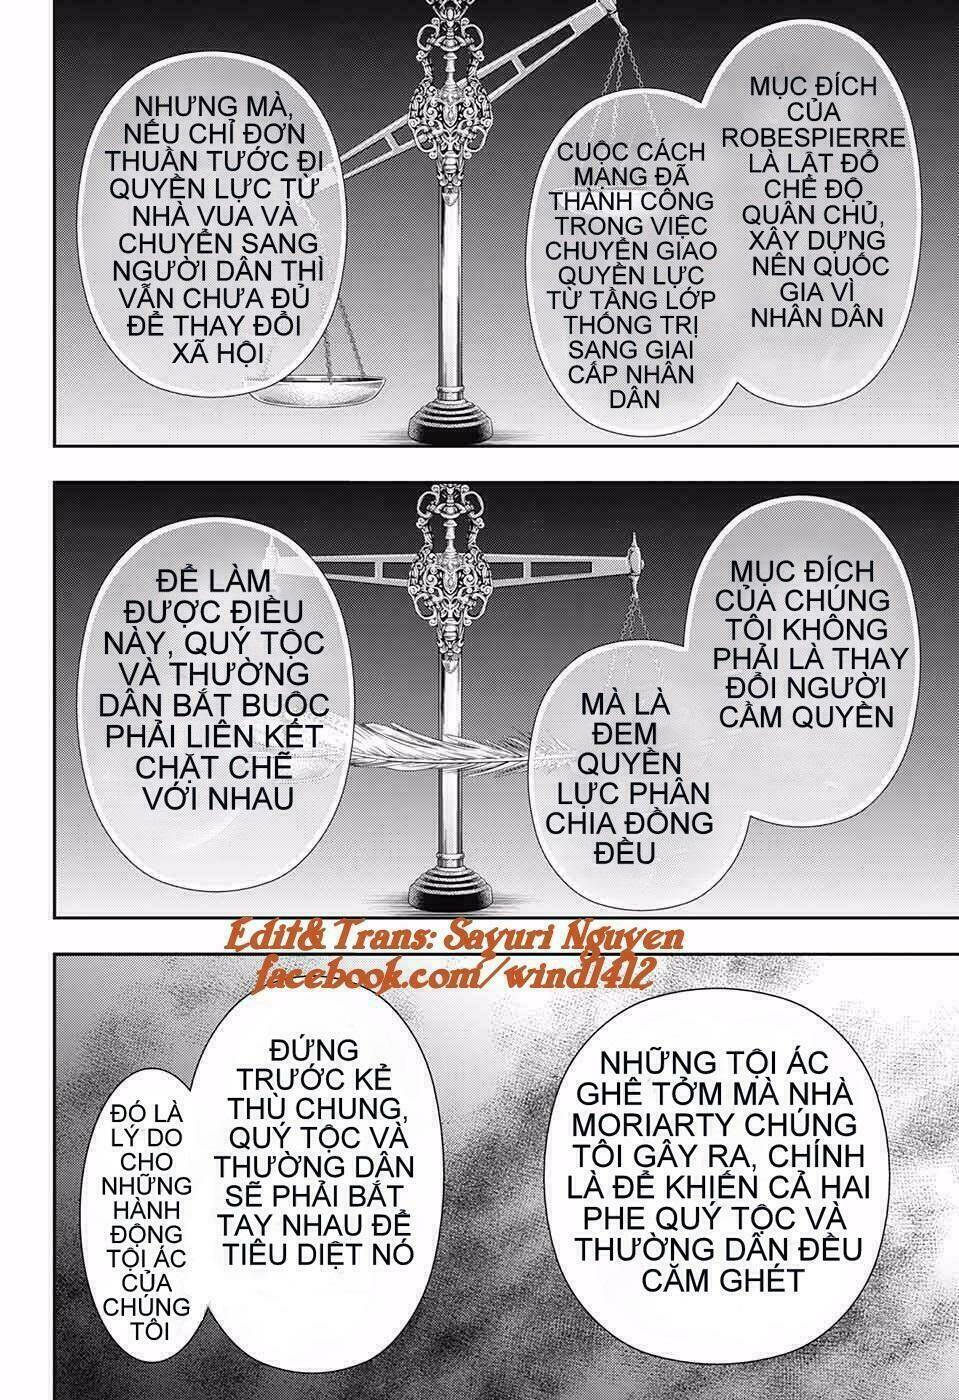 MỤC ĐÍCH
CỦA
ROBESPIERRE
LÀ LẬT ĐỔ
CHẾ ĐỘ
QUÂN CHỦ,
XÂY DỰNG
NÊN QUỐC
GIA VÌ
NHÂN DÂN
CUỘC CÁCH
MẠNG ĐÃ
THÀNH CÔNG
TRONG VIỆC
CHUYỂN GIAO
QUYỀN LỰC
TỪ TẦNG LỚP
THỐNG TRỊ
SANG GIAI
CẤP NHÂN
DÂN
NHƯNG MÀ,
NẾU CHỈ ĐƠN
THUẦN TƯỚC ĐI
QUYỀN LỰC TỪ
NHÀ VUA VÀ
CHUYỂN SANG
NGƯỜI DÂN THÌ
VẪN CHƯA ĐỦ
ĐỂ THAY ĐỔI
XÃ HỘI
MỤC ĐÍCH
CỦA CHÚNG
TÔI KHÔNG
PHẢI LÀ THAY
ĐỔI NGƯỜI
CẦM QUYỀN
MÀ LÀ
ĐEM
QUYỀN
LỰC PHÂN
CHIA ĐỒNG
ĐỀU
ĐỂ LÀM
ĐƯỢC ĐIỀU
NÀY, QUÝ TỘC
VÀ THƯỜNG
DÂN BẮT BUỘC
PHẢI LIÊN KẾT
CHẶT CHẼ
VỚI NHAU
Edit& Trans: Sayuri Nguyen
facebook.com/wind1412
NHỮNG TỘI ÁC
GHÊ TỞM MÀ NHÀ
MORIARTY CHÚNG
TÔI GÂY RA, CHÍNH
LÀ ĐỂ KHIẾN CẢ HAI
PHE QUÝ TỘC VÀ
THƯỜNG DÂN ĐỀU
CĂM GHÉT
ĐỨNG
TRƯỚC KẺ
THÙ CHUNG,
QUÝ TỘC VÀ
THƯỜNG DÂN
SẼ PHẢI BẮT
TAY NHAU ĐỂ
TIÊU DIỆT NÓ
ĐÓ LÀ
LÝ DO
CHO
NHỮNG
HÀNH
ĐỘNG
TỘI ÁC
CỦA
CHÚNG
TÔI